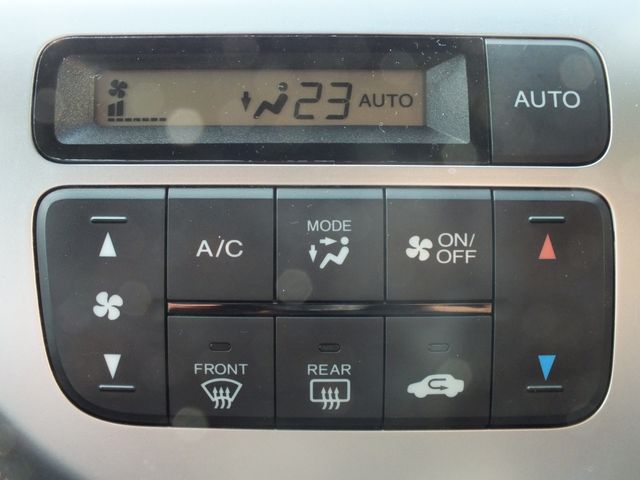 23 AUTO
AUTO
A/C
MODE
ON/
OFF
FRONT
REAR